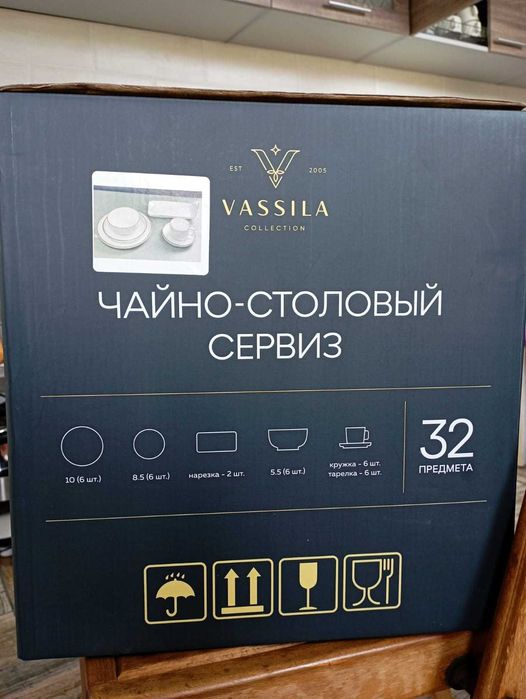 EST 2005
VASSILA
COLLECTION
ЧАЙНО-СТОЛОВЫЙ
СЕРВИЗ
10 (6 шт.)
8.5 (6 шт.)
нарезка - 2 шт.
5.5 (6 шт.)
кружка - 6 шт.
тарелка - 6 шт.
32
ПРЕДМЕТА